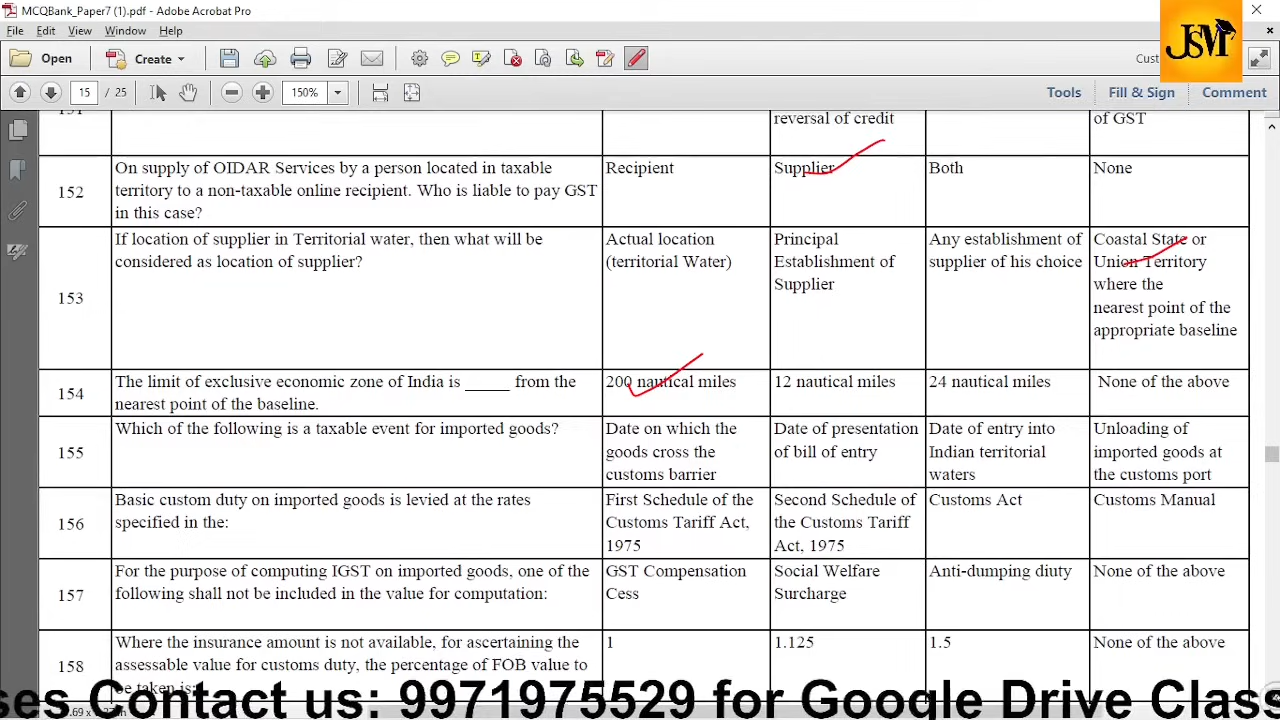 MCQBank_Paper7 (1).pdf - Adobe Acrobat Pro
File Edit View Window Help
Open Create Cust
15 / 25 150% Tools Fill & Sign Comment
JSM
reversal of credit of GST
152 On supply of OIDAR Services by a person located in taxable territory to a non-taxable online recipient. Who is liable to pay GST in this case? Recipient Supplier Both None
153 If location of supplier in Territorial water, then what will be considered as location of supplier? Actual location (territorial Water) Principal Establishment of Supplier Any establishment of supplier of his choice Coastal State or Union Territory where the nearest point of the appropriate baseline
154 The limit of exclusive economic zone of India is _____ from the nearest point of the baseline. 200 nautical miles 12 nautical miles 24 nautical miles None of the above
155 Which of the following is a taxable event for imported goods? Date on which the goods cross the customs barrier Date of presentation of bill of entry Date of entry into Indian territorial waters Unloading of imported goods at the customs port
156 Basic custom duty on imported goods is levied at the rates specified in the: First Schedule of the Customs Tariff Act, 1975 Second Schedule of the Customs Tariff Act, 1975 Customs Act Customs Manual
157 For the purpose of computing IGST on imported goods, one of the following shall not be included in the value for computation: GST Compensation Cess Social Welfare Surcharge Anti-dumping diuty None of the above
158 Where the insurance amount is not available, for ascertaining the assessable value for customs duty, the percentage of FOB value to be taken is: 1 1.125 1.5 None of the above
ses Contact us: 9971975529 for Google Drive Class